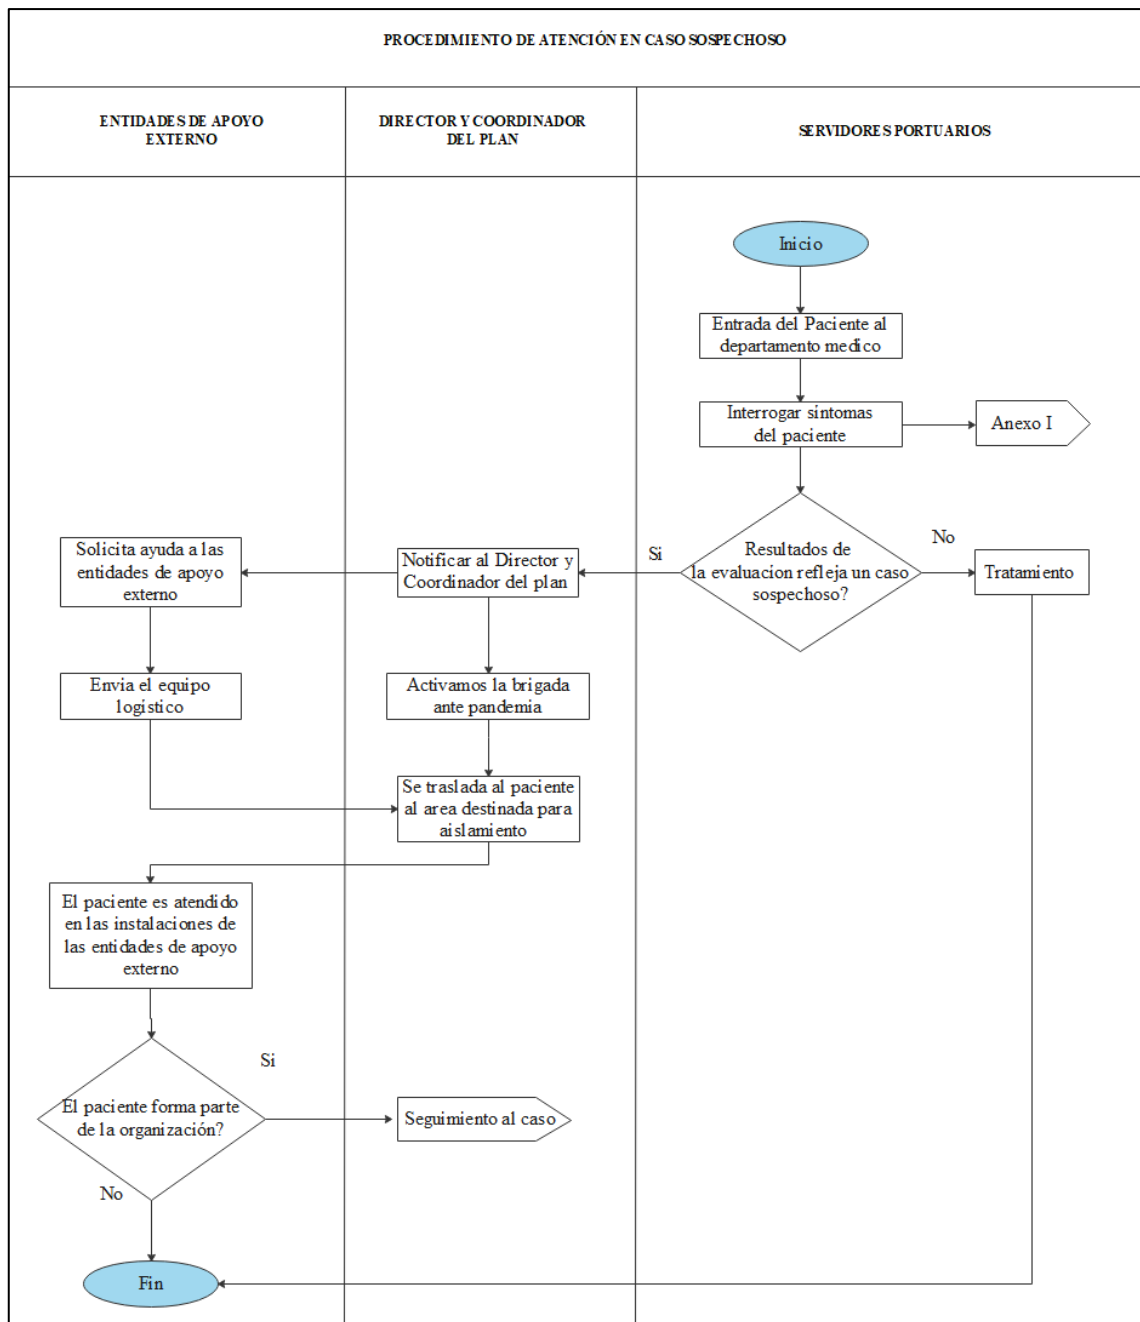 PROCEDIMIENTO DE ATENCIÓN EN CASO SOSPECHOSO
ENTIDADES DE APOYO
EXTERNO
DIRECTOR Y COORDINADOR
DEL PLAN
SERVIDORES PORTUARIOS
Inicio
Entrada del Paciente al
departamento medico
Interrogar síntomas
del paciente
Anexo I
Resultados de
la evaluacion refleja un caso
sospechoso?
Si
No
Tratamiento
Notificar al Director y
Coordinador del plan
Solicita ayuda a las
entidades de apoyo
externo
Envia el equipo
logístico
Activamos la brigada
ante pandemia
Se traslada al paciente
al area destinada para
aislamiento
El paciente es atendido
en las instalaciones de
las entidades de apoyo
externo
El paciente forma parte
de la organización?
Si
Seguimiento al caso
No
Fin